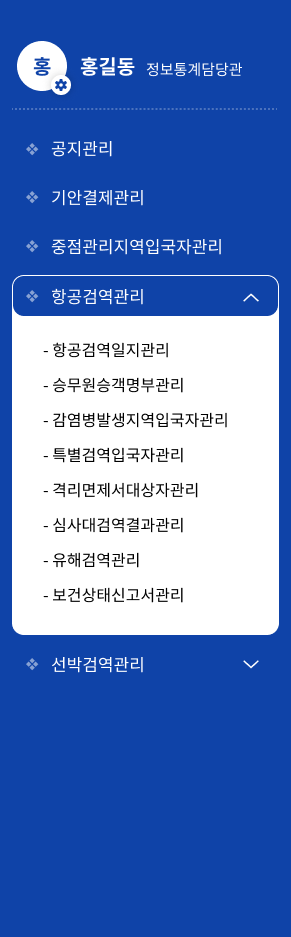 홍
홍길동 정보통계담당관
공지관리
기안결제관리
중점관리지역입국자관리
항공검역관리
- 항공검역일지관리
- 승무원승객명부관리
- 감염병발생지역입국자관리
- 특별검역입국자관리
- 격리면제서대상자관리
- 심사대검역결과관리
- 유해검역관리
- 보건상태신고서관리
선박검역관리